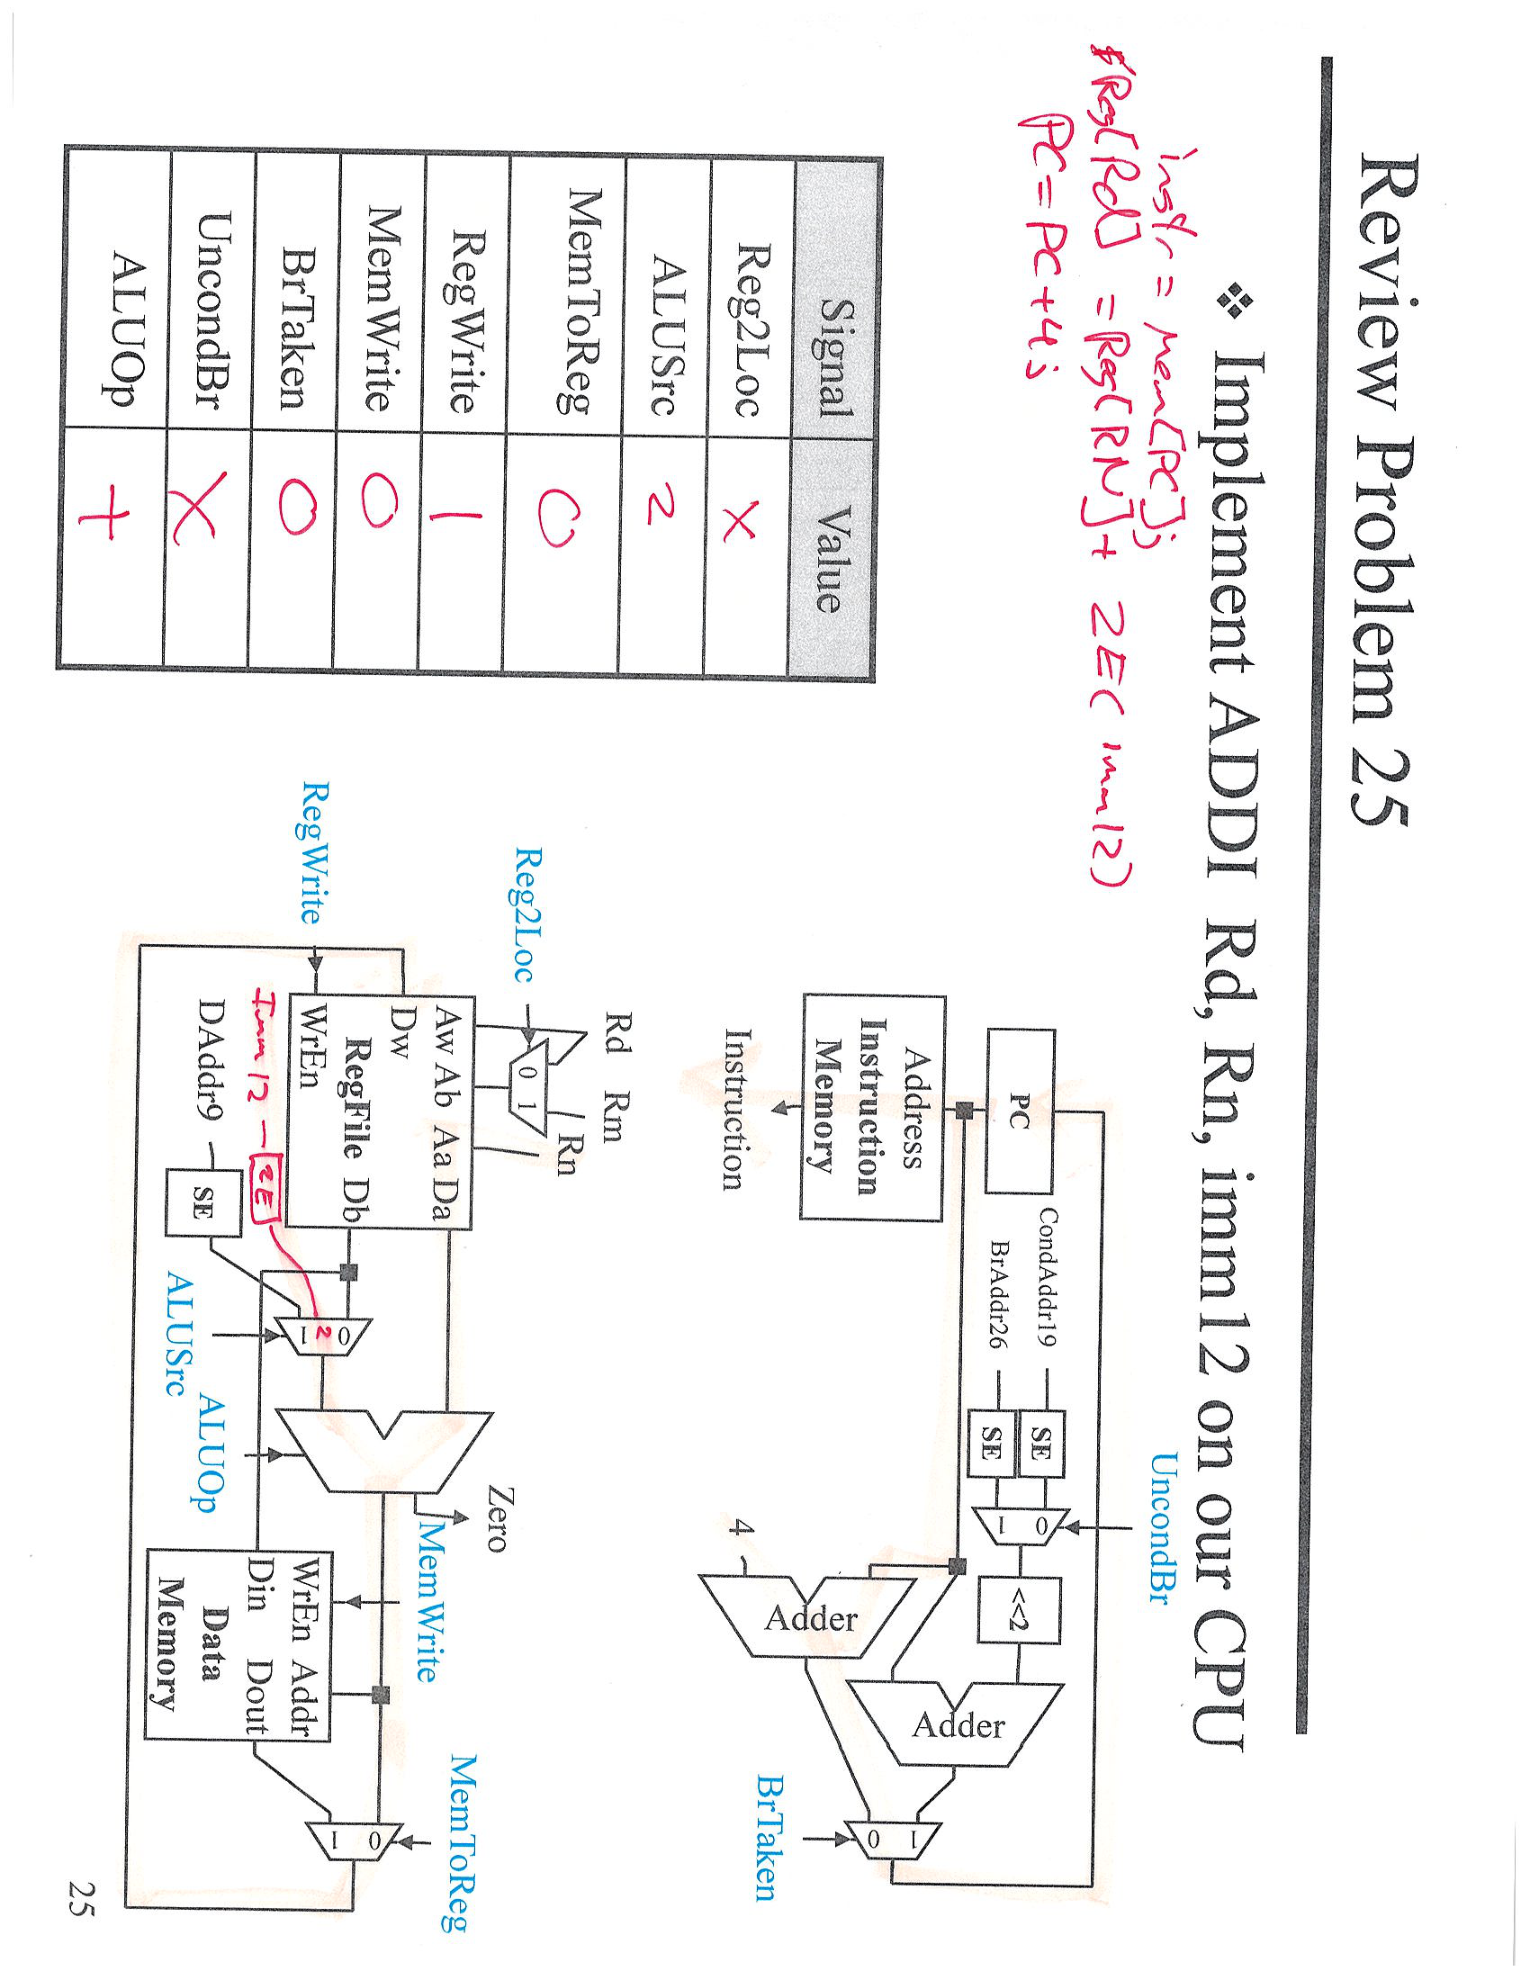 Review Problem 25
❖ Implement ADDI Rd, Rn, imm12 on our CPU
instr = Mem[PC];
Reg[Rd] = Reg[RN] + ZE(imm12)
PC = PC+4;
Signal Value
Reg2Loc X
ALUSrc 2
MemToReg 0
RegWrite 1
MemWrite 0
BrTaken 0
UncondBr X
ALUOp +
UncondBr
PC
CondAddr19
BrAddr26
SE
SE
0
1
<<2
Address
Instruction
Memory
Instruction
4
Adder
Adder
1
0
BrTaken
Rd Rm
Rn
Reg2Loc
0 1
Aw Ab Aa Da
Dw
RegFile Db
WrEn
RegWrite
Imm12
ZE
DAddr9
SE
0
2
1
ALUSrc
ALUOp
Zero
MemWrite
MemWrite
WrEn Addr
Din Dout
Data
Memory
MemToReg
0
1
25